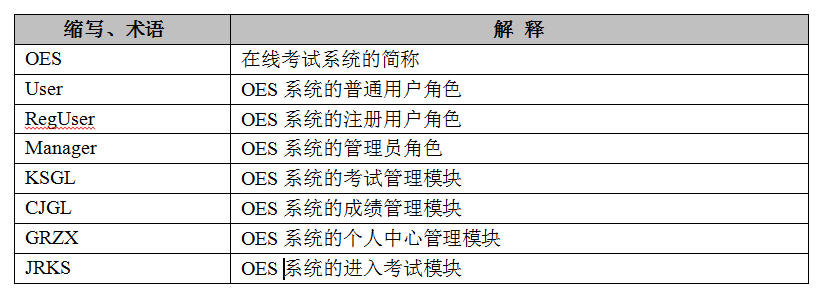 缩写、术语 解 释
OES 在线考试系统的简称
User OES 系统的普通用户角色
RegUser OES 系统的注册用户角色
Manager OES 系统的管理员角色
KSGL OES 系统的考试管理模块
CJGL OES 系统的成绩管理模块
GRZX OES 系统的个人中心管理模块
JRKS OES 系统的进入考试模块